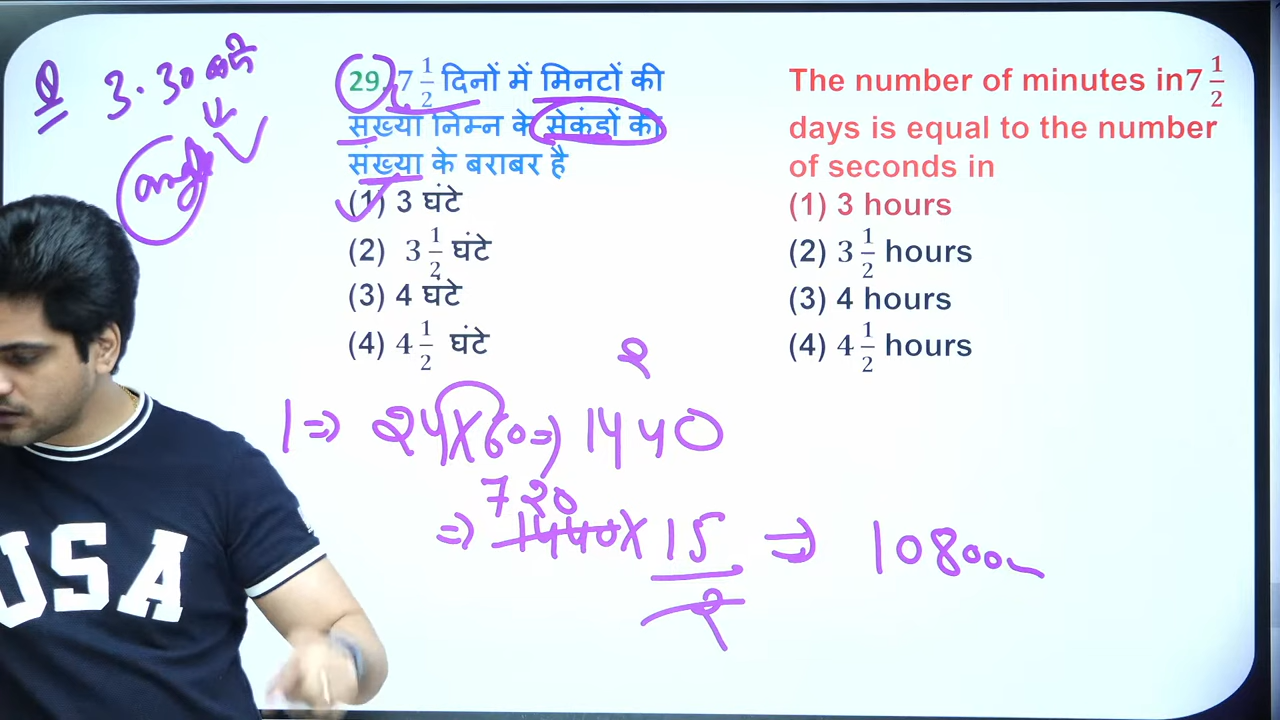 Q 3.30 बजे
angle
29. 7 1/2 दिनों में मिनटों की
संख्या निम्न के सेकंडों की
संख्या के बराबर है
(1) 3 घंटे
(2) 3 1/2 घंटे
(3) 4 घंटे
(4) 4 1/2 घंटे
The number of minutes in 7 1/2
days is equal to the number
of seconds in
(1) 3 hours
(2) 3 1/2 hours
(3) 4 hours
(4) 4 1/2 hours
2
1 ⇒ 24 × 60 ⇒ 1440
720
⇒ 1440 × 15/2 ⇒ 10800
USA